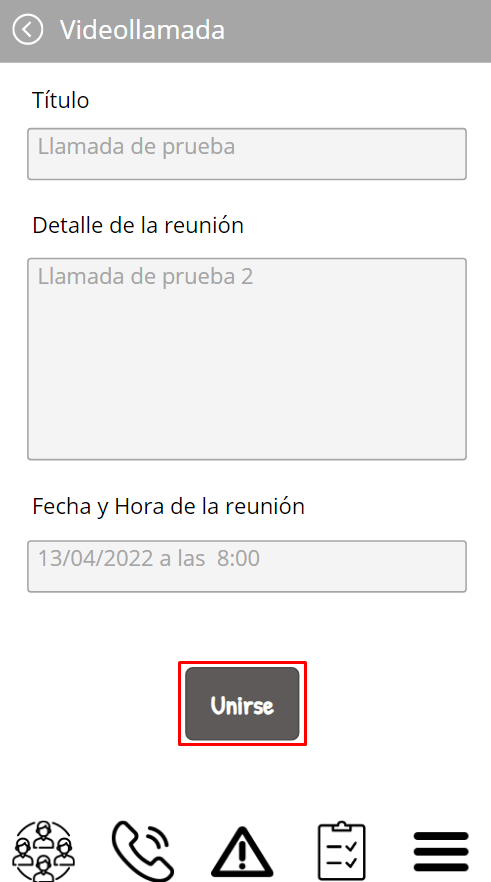 Videollamada
Título
Llamada de prueba
Detalle de la reunión
Llamada de prueba 2
Fecha y Hora de la reunión
13/04/2022 a las  8:00
Unirse